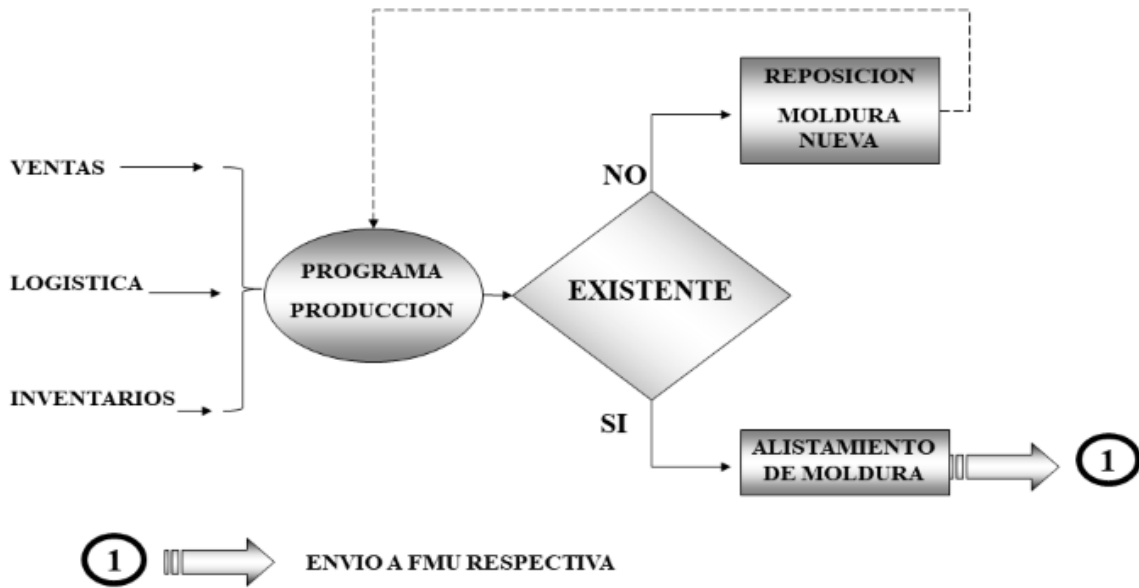 REPOSICION
MOLDURA
NUEVA
VENTAS
NO
LOGISTICA
PROGRAMA
PRODUCCION
EXISTENTE
INVENTARIOS
SI
ALISTAMIENTO
DE MOLDURA
1
1
ENVIO A FMU RESPECTIVA